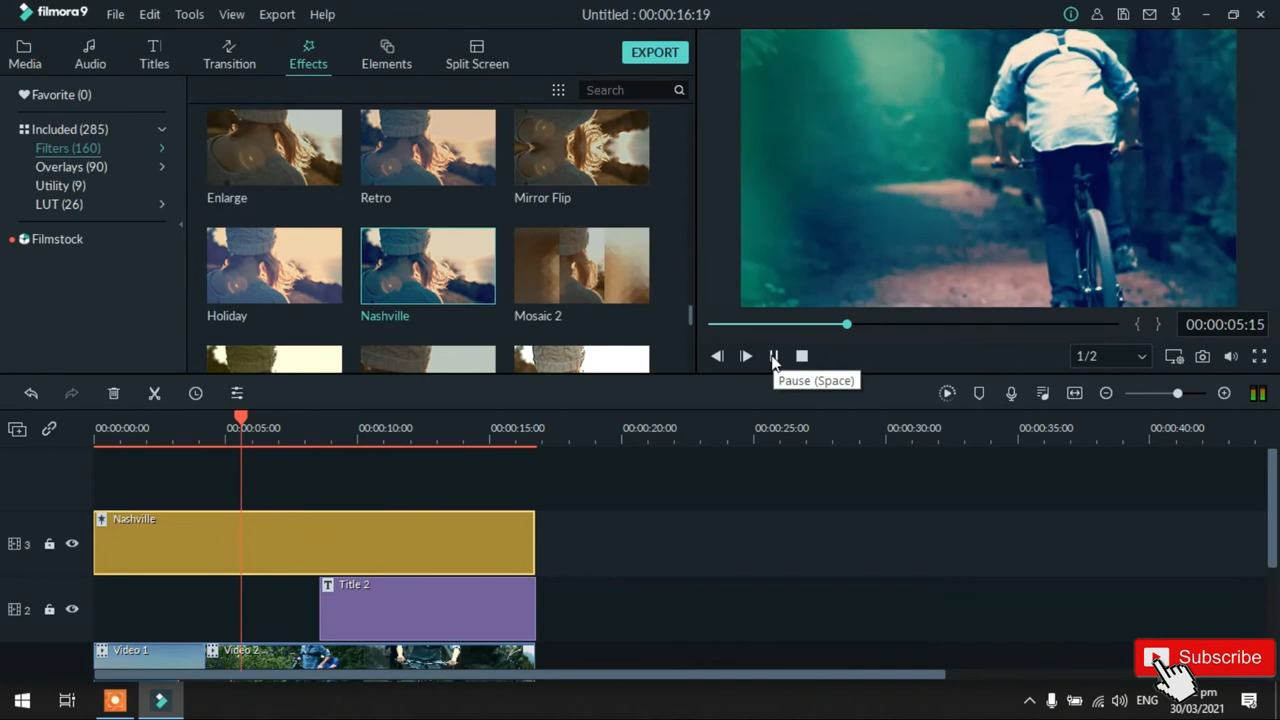 filmora9
File Edit Tools View Export Help
Untitled : 00:00:16:19
Media Audio Titles Transition Effects Elements Split Screen
EXPORT
Favorite (0)
Included (285)
Filters (160)
Overlays (90)
Utility (9)
LUT (26)
Filmstock
Search
Enlarge Retro Mirror Flip
Holiday Nashville Mosaic 2
00:00:05:15
1/2
Pause (Space)
00:00:00:00 00:00:05:00 00:00:10:00 00:00:15:00 00:00:20:00 00:00:25:00 00:00:30:00 00:00:35:00 00:00:40:00
Nashville
3
T Title 2
2
Video 1 Video 2
Subscribe
ENG
pm
30/03/2021